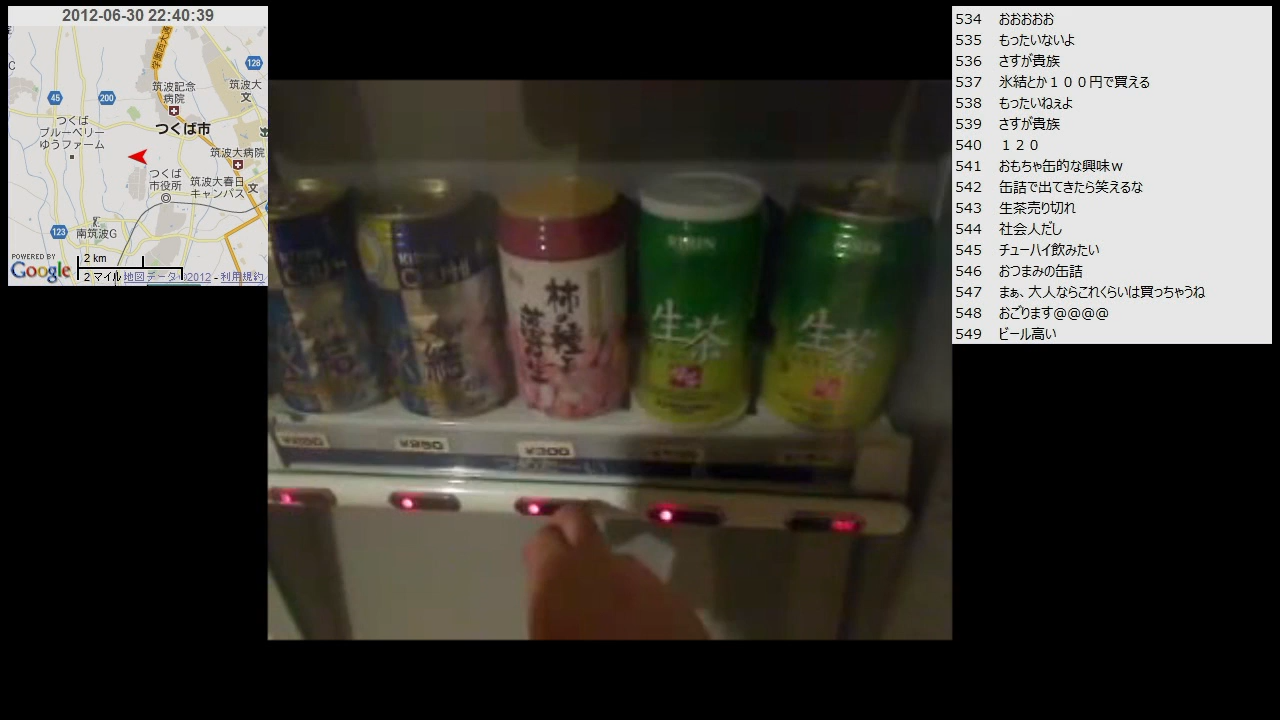 2012-06-30 22:40:39
128
筑波記念
病院
筑波大
文
45
200
つくば
ブルーベリー
ゆうファーム
つくば市
筑波大病院
つくば
市役所
筑波大春日
キャンパス
文
123
南筑波G
POWERED BY
Google
2 km
2 マイル
地図データ ©2012 - 利用規約
534 おおおおお
535 もったいないよ
536 さすが貴族
537 氷結とか１００円で買える
538 もったいねぇよ
539 さすが貴族
540 １２０
541 おもちゃ缶的な興味ｗ
542 缶詰で出てきたら笑えるな
543 生茶売り切れ
544 社会人だし
545 チューハイ飲みたい
546 おつまみの缶詰
547 まぁ、大人ならこれくらいは買っちゃうね
548 おごります@@@@
549 ビール高い
KIRIN
KIRIN
結
結
柿の種と
落花生
生茶
生茶
¥250
¥300